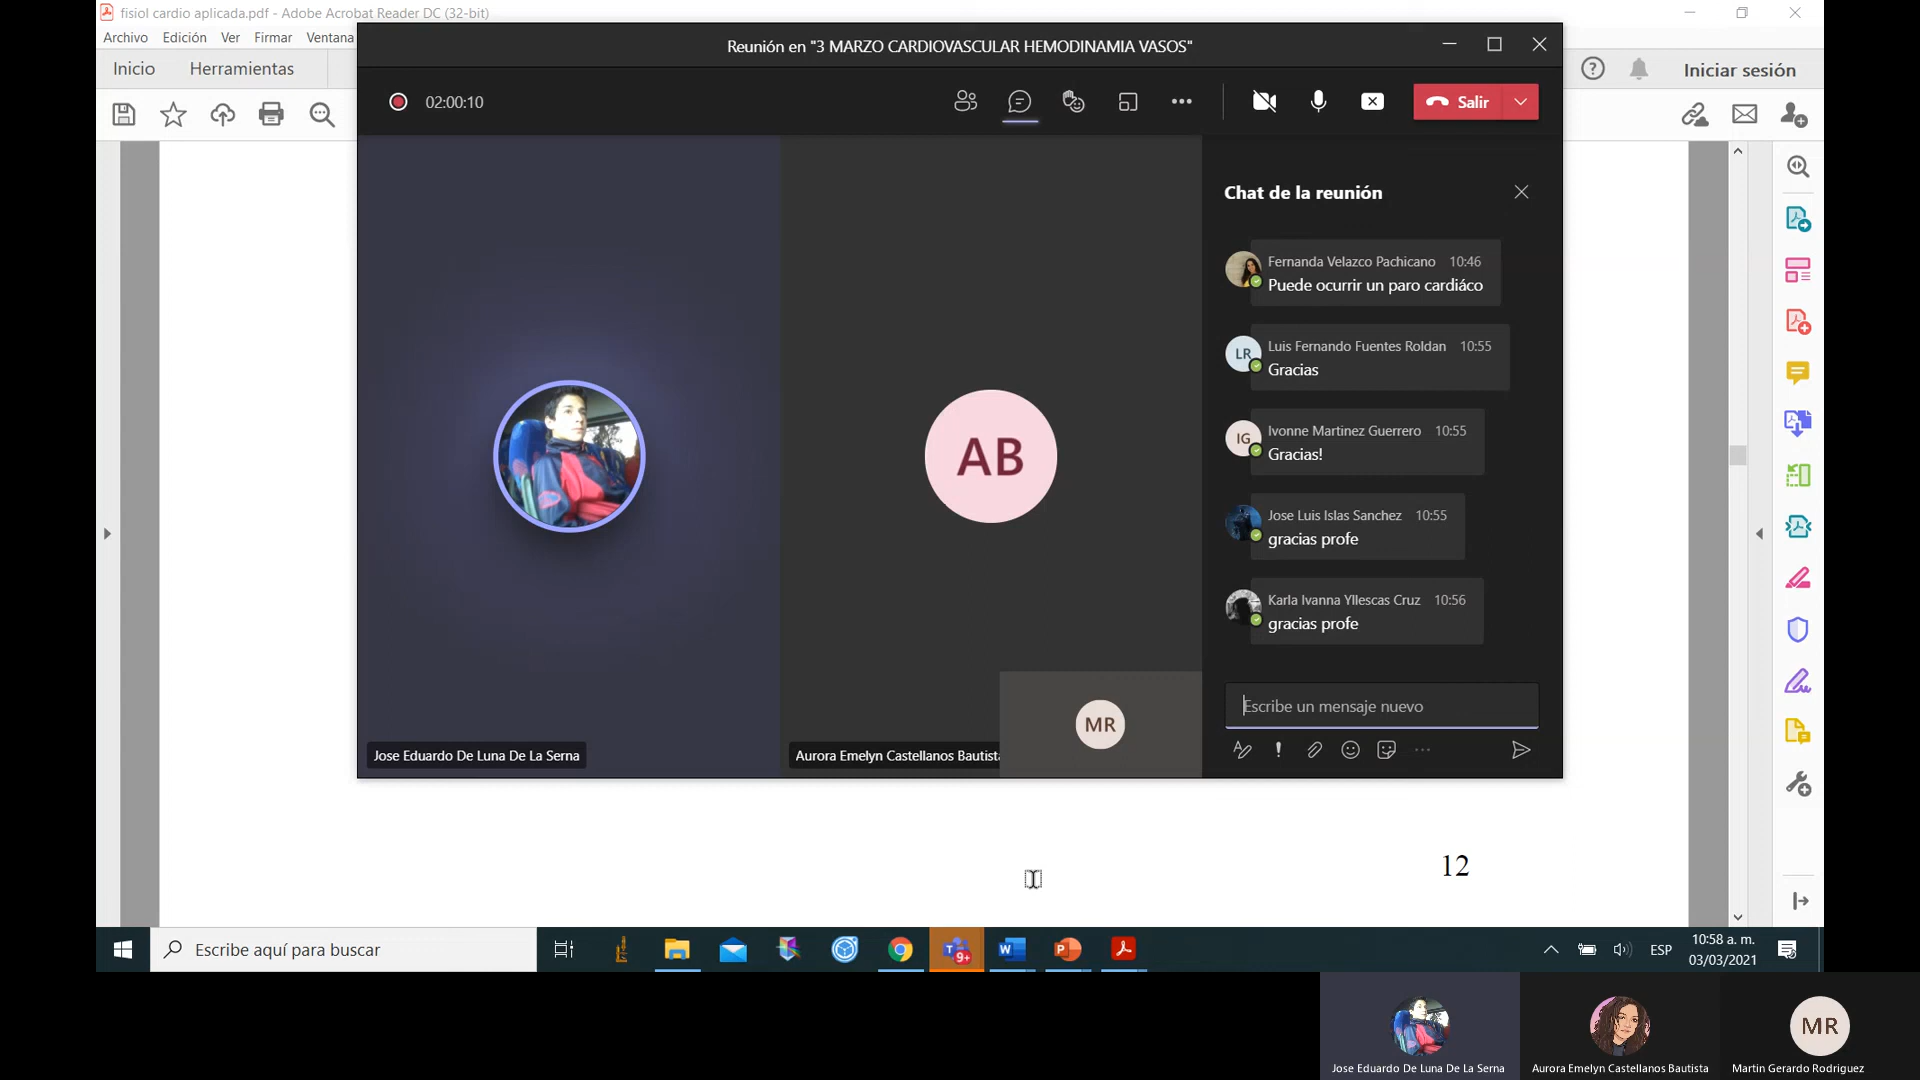 fisiol cardio aplicada.pdf - Adobe Acrobat Reader DC (32-bit)
Archivo Edición Ver Firmar Ventana
Inicio Herramientas
Iniciar sesión
Reunión en "3 MARZO CARDIOVASCULAR HEMODINAMIA VASOS"
02:00:10
Salir
Chat de la reunión
Fernanda Velazco Pachicano 10:46
Puede ocurrir un paro cardiáco
LR
Luis Fernando Fuentes Roldan 10:55
Gracias
IG
Ivonne Martinez Guerrero 10:55
Gracias!
Jose Luis Islas Sanchez 10:55
gracias profe
Karla Ivanna Yllescas Cruz 10:56
gracias profe
Escribe un mensaje nuevo
AB
MR
Jose Eduardo De Luna De La Serna
Aurora Emelyn Castellanos Bautista
12
Escribe aquí para buscar
9+
ESP
10:58 a. m.
03/03/2021
MR
Jose Eduardo De Luna De La Serna
Aurora Emelyn Castellanos Bautista
Martin Gerardo Rodriguez